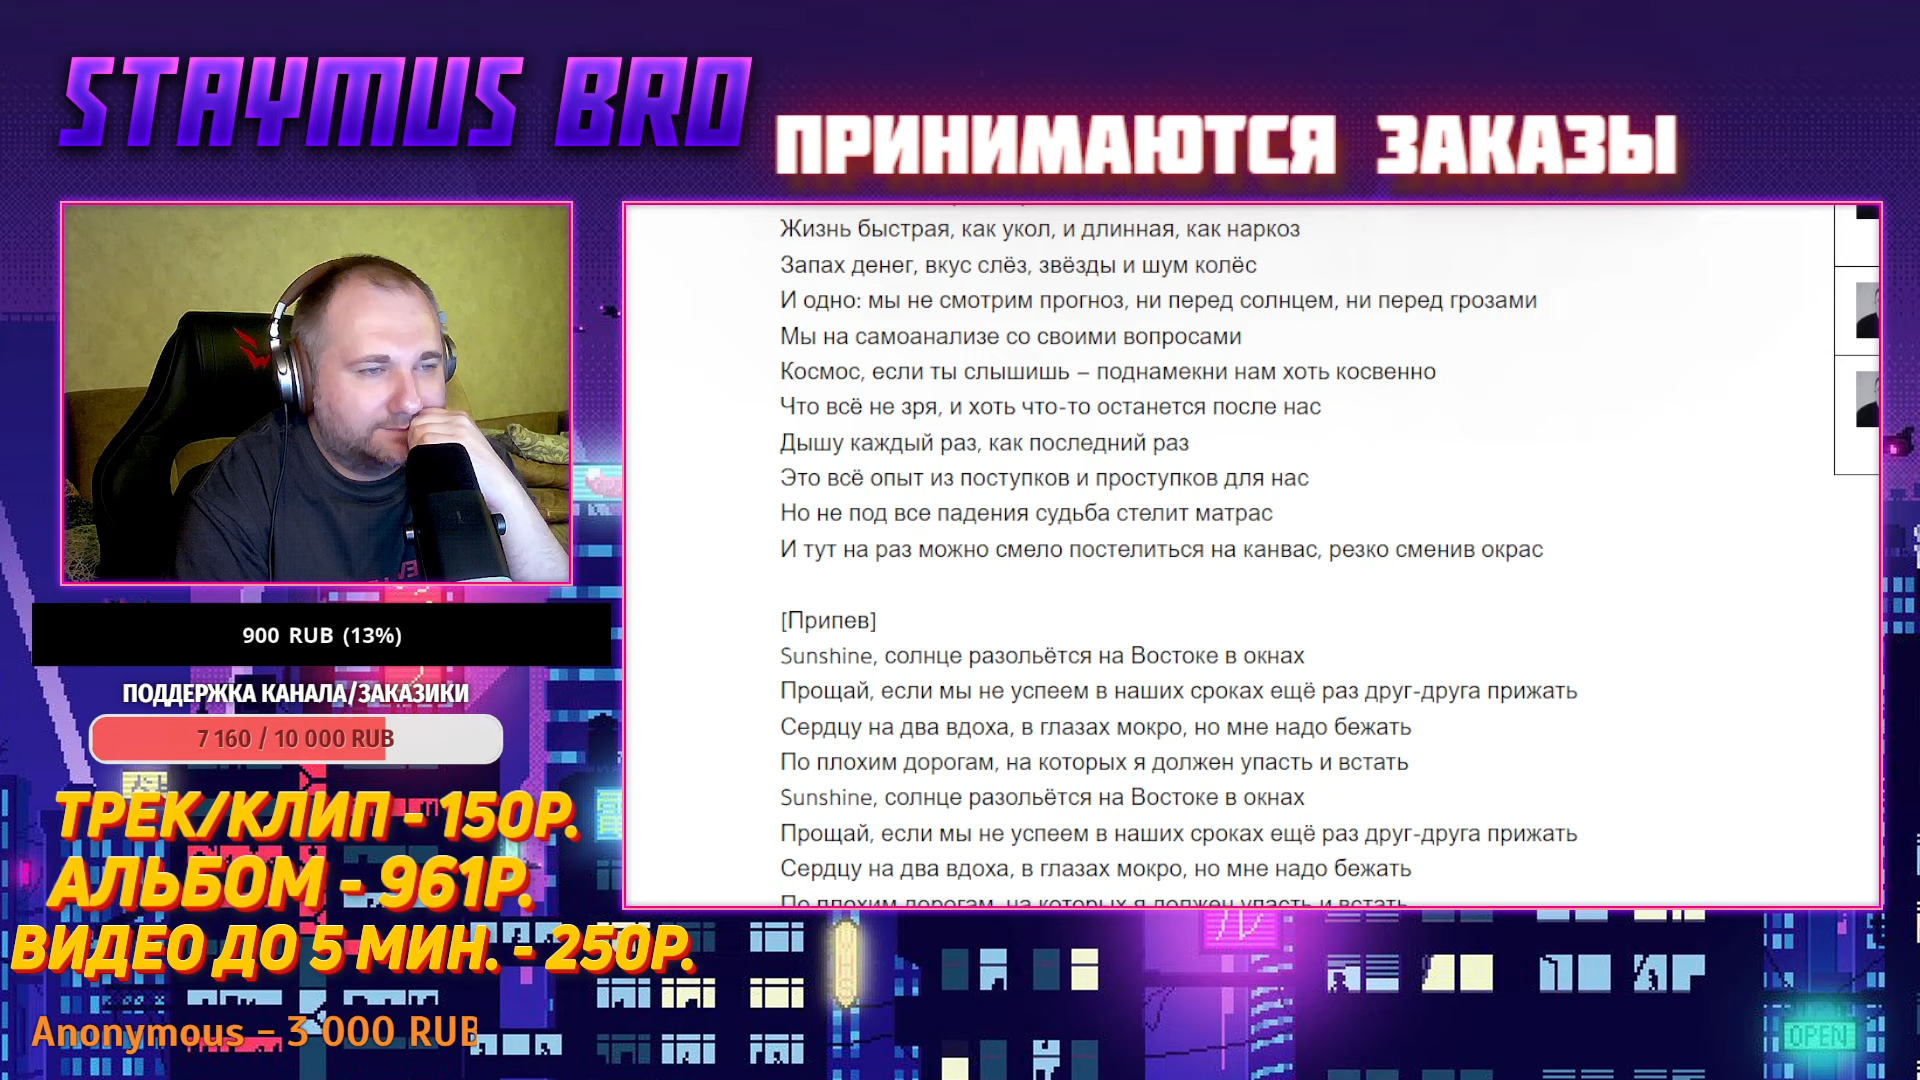 STAYMUS BRO
ПРИНИМАЮТСЯ ЗАКАЗЫ
Жизнь быстрая, как укол, и длинная, как наркоз
Запах денег, вкус слёз, звёзды и шум колёс
И одно: мы не смотрим прогноз, ни перед солнцем, ни перед грозами
Мы на самоанализе со своими вопросами
Космос, если ты слышишь – поднамекни нам хоть косвенно
Что всё не зря, и хоть что-то останется после нас
Дышу каждый раз, как последний раз
Это всё опыт из поступков и проступков для нас
Но не под все падения судьба стелит матрас
И тут на раз можно смело постелиться на канвас, резко сменив окрас
[Припев]
Sunshine, солнце разольётся на Востоке в окнах
Прощай, если мы не успеем в наших сроках ещё раз друг-друга прижать
Сердцу на два вдоха, в глазах мокро, но мне надо бежать
По плохим дорогам, на которых я должен упасть и встать
Sunshine, солнце разольётся на Востоке в окнах
Прощай, если мы не успеем в наших сроках ещё раз друг-друга прижать
Сердцу на два вдоха, в глазах мокро, но мне надо бежать
По плохим дорогам, на которых я должен упасть и встать
900 RUB (13%)
ПОДДЕРЖКА КАНАЛА/ЗАКАЗИКИ
7 160 / 10 000 RUB
ТРЕК/КЛИП - 150Р.
АЛЬБОМ - 961Р.
ВИДЕО ДО 5 МИН. - 250Р.
Anonymous – 3 000 RUB
OPEN